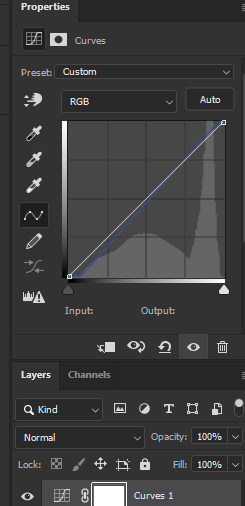 Properties
Curves
Preset: Custom
RGB Auto
Input: Output:
Layers Channels
Kind
Normal Opacity: 100%
Lock: Fill: 100%
Curves 1